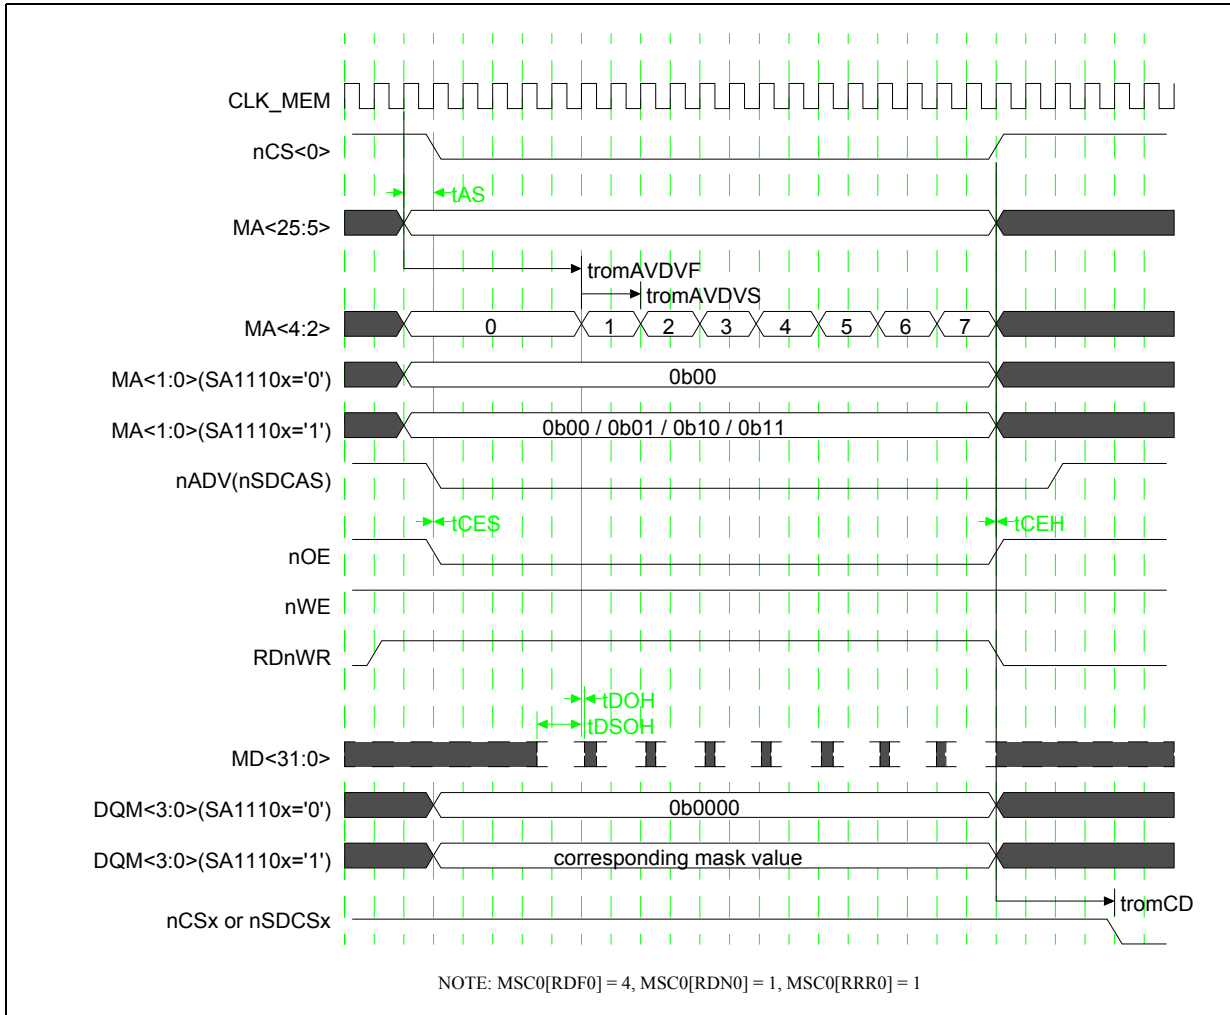 CLK_MEM
nCS<0>
tAS
MA<25:5>
tromAVDVF
tromAVDVS
MA<4:2>
0 1 2 3 4 5 6 7
MA<1:0>(SA1110x='0')
0b00
MA<1:0>(SA1110x='1')
0b00 / 0b01 / 0b10 / 0b11
nADV(nSDCAS)
tCES
tCEH
nOE
nWE
RDnWR
tDOH
tDSOH
MD<31:0>
DQM<3:0>(SA1110x='0')
0b0000
DQM<3:0>(SA1110x='1')
corresponding mask value
tromCD
nCSx or nSDCSx
NOTE: MSC0[RDF0] = 4, MSC0[RDN0] = 1, MSC0[RRR0] = 1